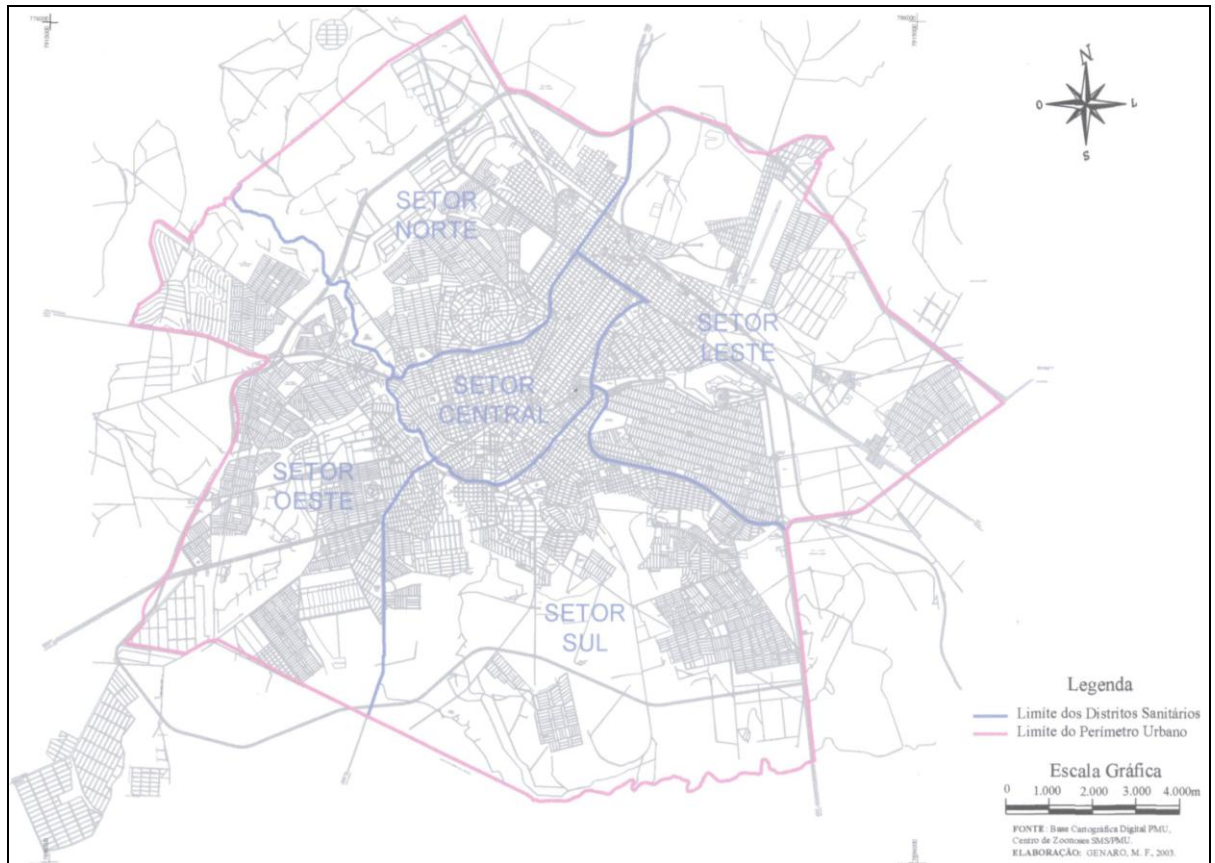 N
O
L
S
SETOR
NORTE
SETOR
LESTE
SETOR
CENTRAL
SETOR
OESTE
SETOR
SUL
Legenda
Limite dos Distritos Sanitários
Limite do Perímetro Urbano
Escala Gráfica
0 1.000 2.000 3.000 4.000m
FONTE: Base Cartográfica Digital PMU,
Centro de Zoonoses SMS/PMU.
ELABORAÇÃO: GENARO, M. F., 2003.